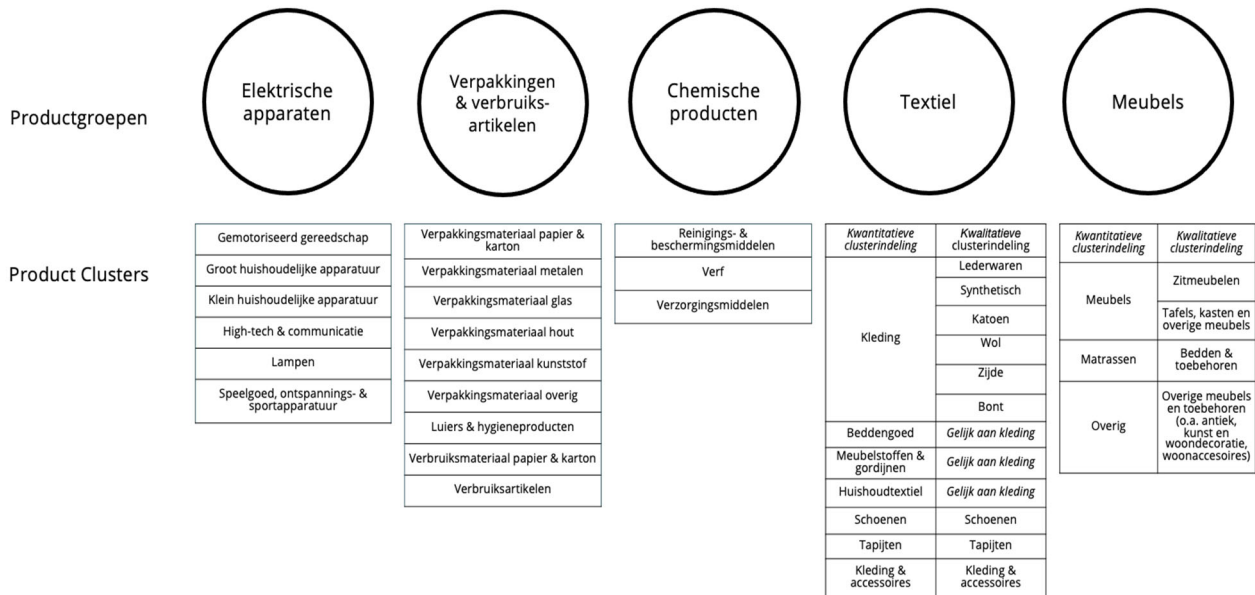 Productgroepen
Elektrische
apparaten
Verpakkingen
& verbruiks-
artikelen
Chemische
producten
Textiel
Meubels
Product Clusters
Gemotoriseerd gereedschap
Groot huishoudelijke apparatuur
Klein huishoudelijke apparatuur
High-tech & communicatie
Lampen
Speelgoed, ontspannings- &
sportapparatuur
Verpakkingsmateriaal papier &
karton
Verpakkingsmateriaal metalen
Verpakkingsmateriaal glas
Verpakkingsmateriaal hout
Verpakkingsmateriaal kunststof
Verpakkingsmateriaal overig
Luiers & hygieneproducten
Verbruiksmateriaal papier & karton
Verbruiksartikelen
Reinigings- &
beschermingsmiddelen
Verf
Verzorgingsmiddelen
Kwantitatieve
clusterindeling
Kwalitatieve
clusterindeling
Kleding
Lederwaren
Synthetisch
Katoen
Wol
Zijde
Bont
Beddengoed
Gelijk aan kleding
Meubelstoffen &
gordijnen
Gelijk aan kleding
Huishoudtextiel
Gelijk aan kleding
Schoenen
Schoenen
Tapijten
Tapijten
Kleding &
accessoires
Kleding &
accessoires
Kwantitatieve
clusterindeling
Kwalitatieve
clusterindeling
Meubels
Zitmeubelen
Tafels, kasten en
overige meubels
Matrassen
Bedden &
toebehoren
Overig
Overige meubels
en toebehoren
(o.a. antiek,
kunst en
woondecoratie,
woonaccesoires)